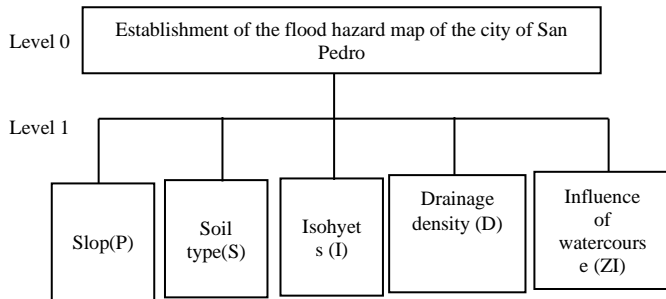 Level 0
Establishment of the flood hazard map of the city of San
Pedro
Level 1
Slop(P)
Soil
type(S)
Isohyet
s (I)
Drainage
density (D)
Influence
of
watercours
e (ZI)